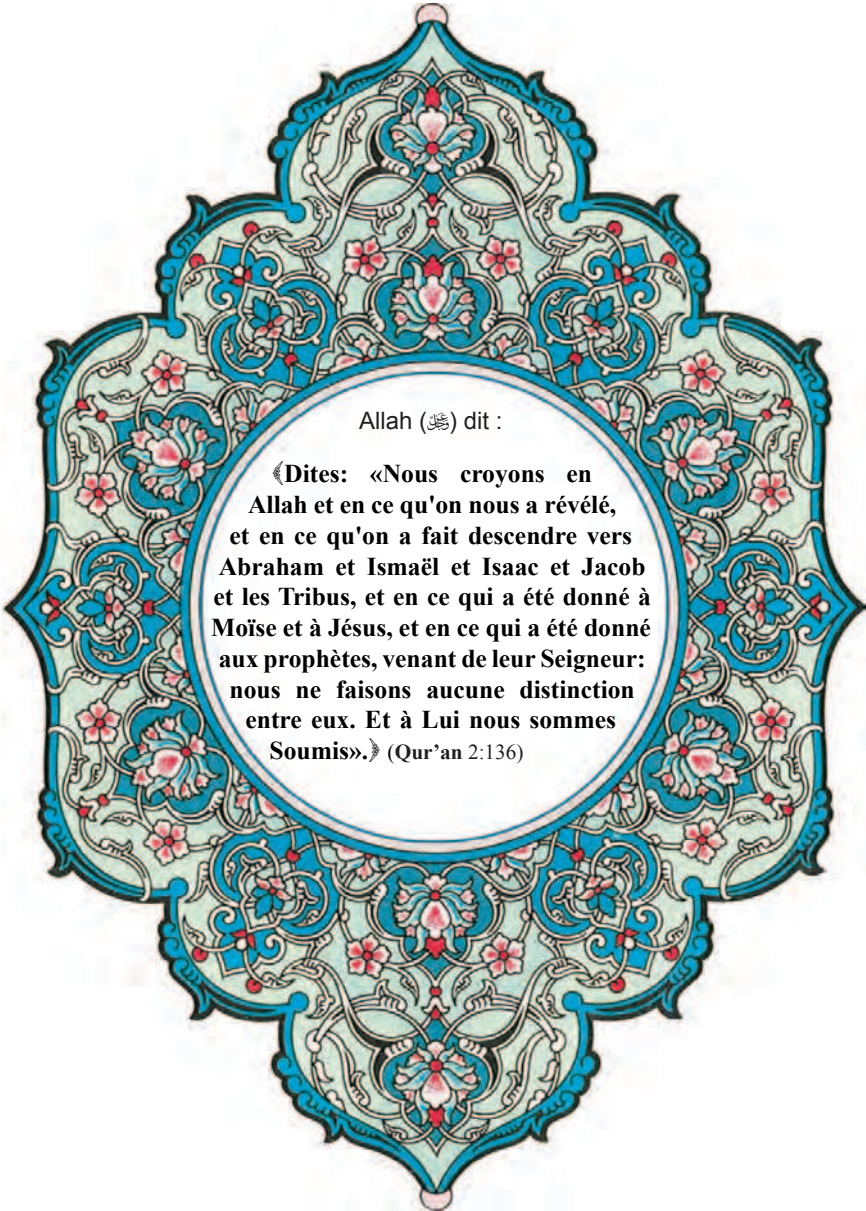 Allah (ﷻ) dit :
﴾Dites: «Nous croyons en
Allah et en ce qu'on nous a révélé,
et en ce qu'on a fait descendre vers
Abraham et Ismaël et Isaac et Jacob
et les Tribus, et en ce qui a été donné à
Moïse et à Jésus, et en ce qui a été donné
aux prophètes, venant de leur Seigneur:
nous ne faisons aucune distinction
entre eux. Et à Lui nous sommes
Soumis».﴿ (Qur’an 2:136)